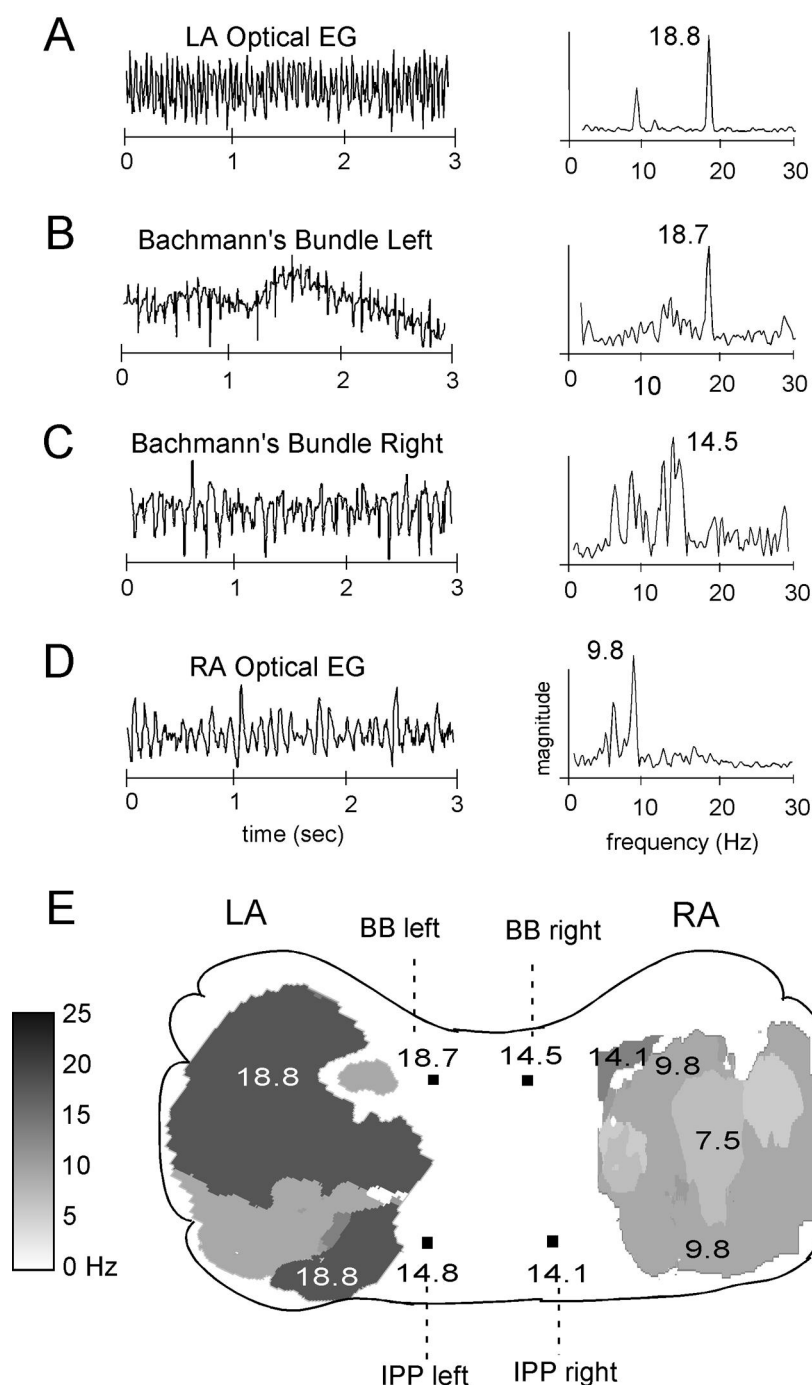 A
LA Optical EG
18.8
0 1 2 3
0 10 20 30
B
Bachmann's Bundle Left
18.7
0 1 2 3
0 10 20 30
C
Bachmann's Bundle Right
14.5
0 1 2 3
0 10 20 30
D
RA Optical EG
9.8
magnitude
0 1 2 3
0 10 20 30
time (sec)
frequency (Hz)
E
LA
RA
BB left
BB right
25
20
15
10
5
0 Hz
18.8
18.7
14.5
14.1
9.8
7.5
9.8
18.8
14.8
14.1
IPP left
IPP right